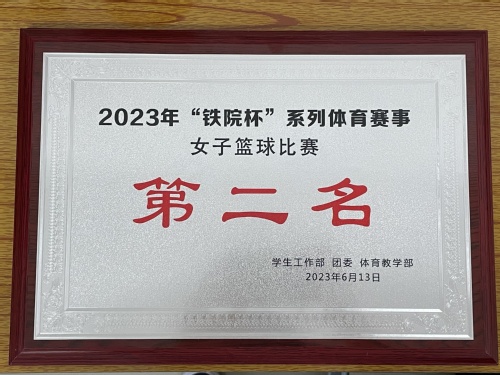 2023年“铁院杯”系列体育赛事
女子篮球比赛
第二名
学生工作部 团委 体育教学部
2023年6月13日